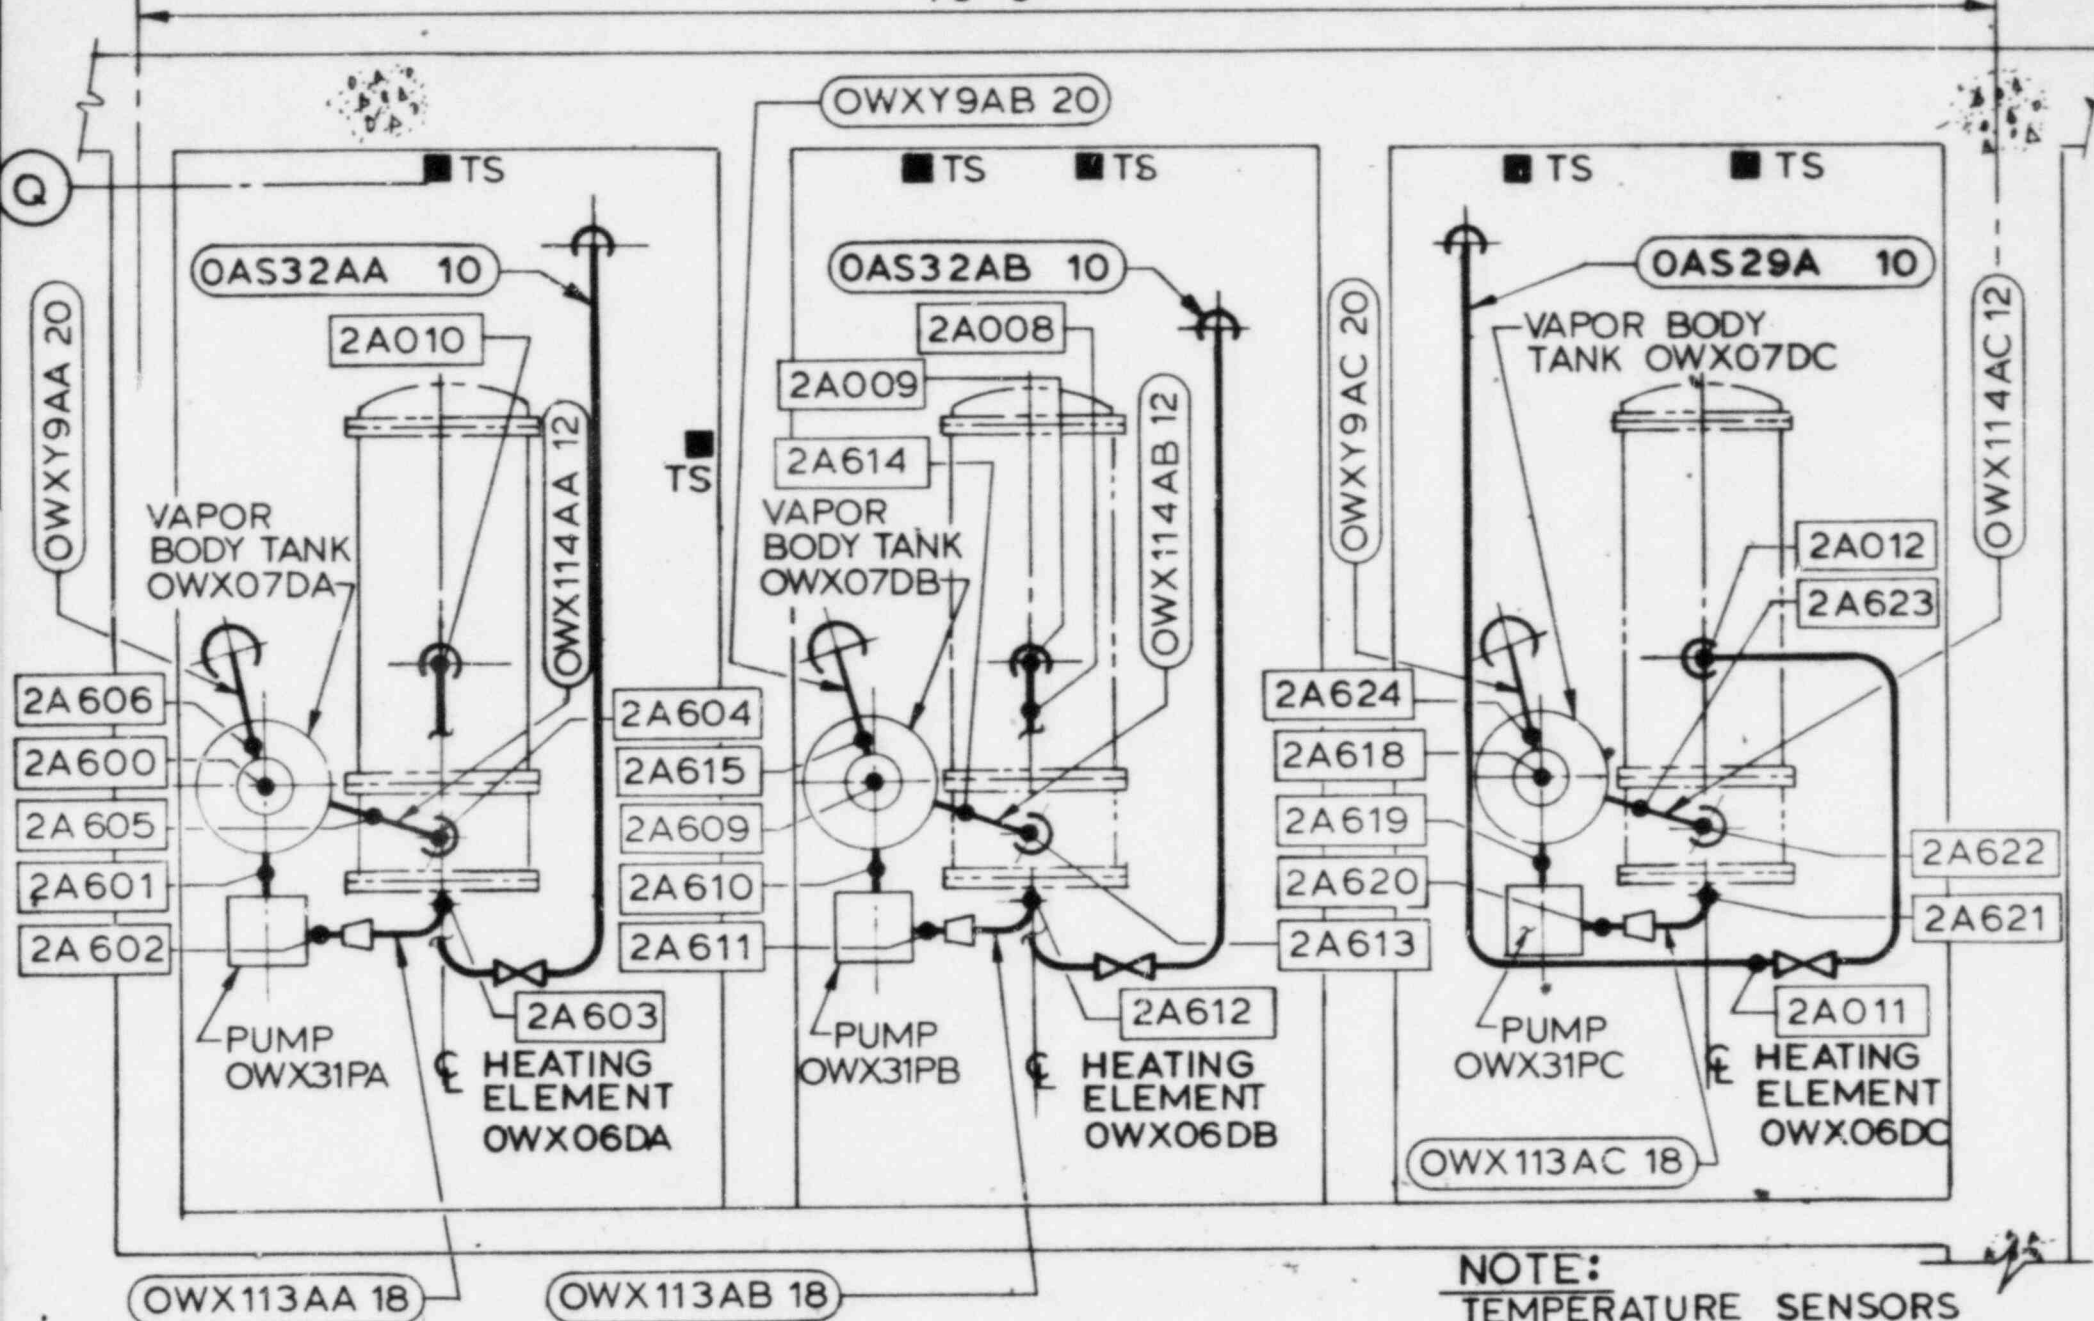 OWXY9AB 20
Q
TS
TS
TS
TS
TS
OAS32AA 10
OAS32AB 10
OAS29A 10
OWXY9AA 20
2A010
2A008
2A009
OWXY9AC 20
VAPOR BODY
TANK OWX07DC
OWX114AC 12
OWX114AA 12
TS
2A614
OWX114AB 12
VAPOR
BODY TANK
OWX07DA
VAPOR
BODY TANK
OWX07DB
2A012
2A623
2A606
2A600
2A605
2A601
2A602
2A604
2A615
2A609
2A610
2A611
2A624
2A618
2A619
2A620
2A613
2A622
2A621
2A603
2A612
2A011
PUMP
OWX31PA
℄ HEATING
ELEMENT
OWX06DA
PUMP
OWX31PB
℄ HEATING
ELEMENT
OWX06DB
PUMP
OWX31PC
℄ HEATING
ELEMENT
OWX06DC
OWX113AC 18
OWX113AA 18
OWX113AB 18
NOTE:
TEMPERATURE SENSORS